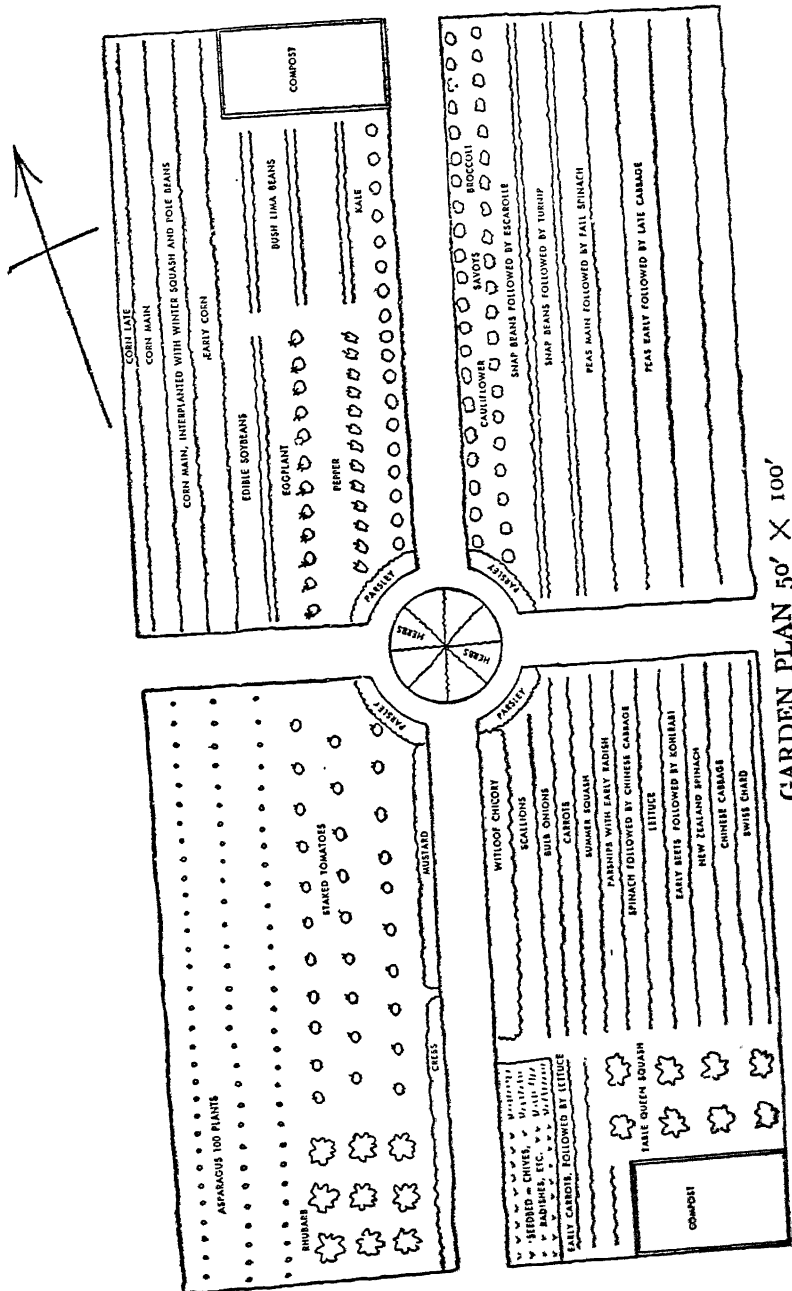 CORN LATE
CORN MAIN
CORN MAIN, INTERPLANTED WITH WINTER SQUASH AND POLE BEANS
EARLY CORN
EDIBLE SOYBEANS
BUSH LIMA BEANS
EGGPLANT
PEPPER
KALE
COMPOST
PARSLEY
BROCCOLI
SAVOYS
CAULIFLOWER
SNAP BEANS FOLLOWED BY ESCAROLLE
SNAP BEANS FOLLOWED BY TURNIP
PEAS MAIN FOLLOWED BY FALL SPINACH
PEAS EARLY FOLLOWED BY LATE CABBAGE
PARSLEY
HERBS
HERBS
ASPARAGUS 100 PLANTS
RHUBARB
STAKED TOMATOES
MUSTARD
CRESS
PARSLEY
PARSLEY
WITLOOF CHICORY
SCALLIONS
BULB ONIONS
CARROTS
SUMMER SQUASH
PARSNIPS WITH EARLY RADISH
SPINACH FOLLOWED BY CHINESE CABBAGE
LETTUCE
EARLY BEETS FOLLOWED BY KOHLRABI
NEW ZEALAND SPINACH
CHINESE CABBAGE
SWISS CHARD
SEEDBED = CHIVES,
RADISHES, ETC.
EARLY CARROTS, FOLLOWED BY LETTUCE
TABLE QUEEN SQUASH
COMPOST
GARDEN PLAN 50' × 100'